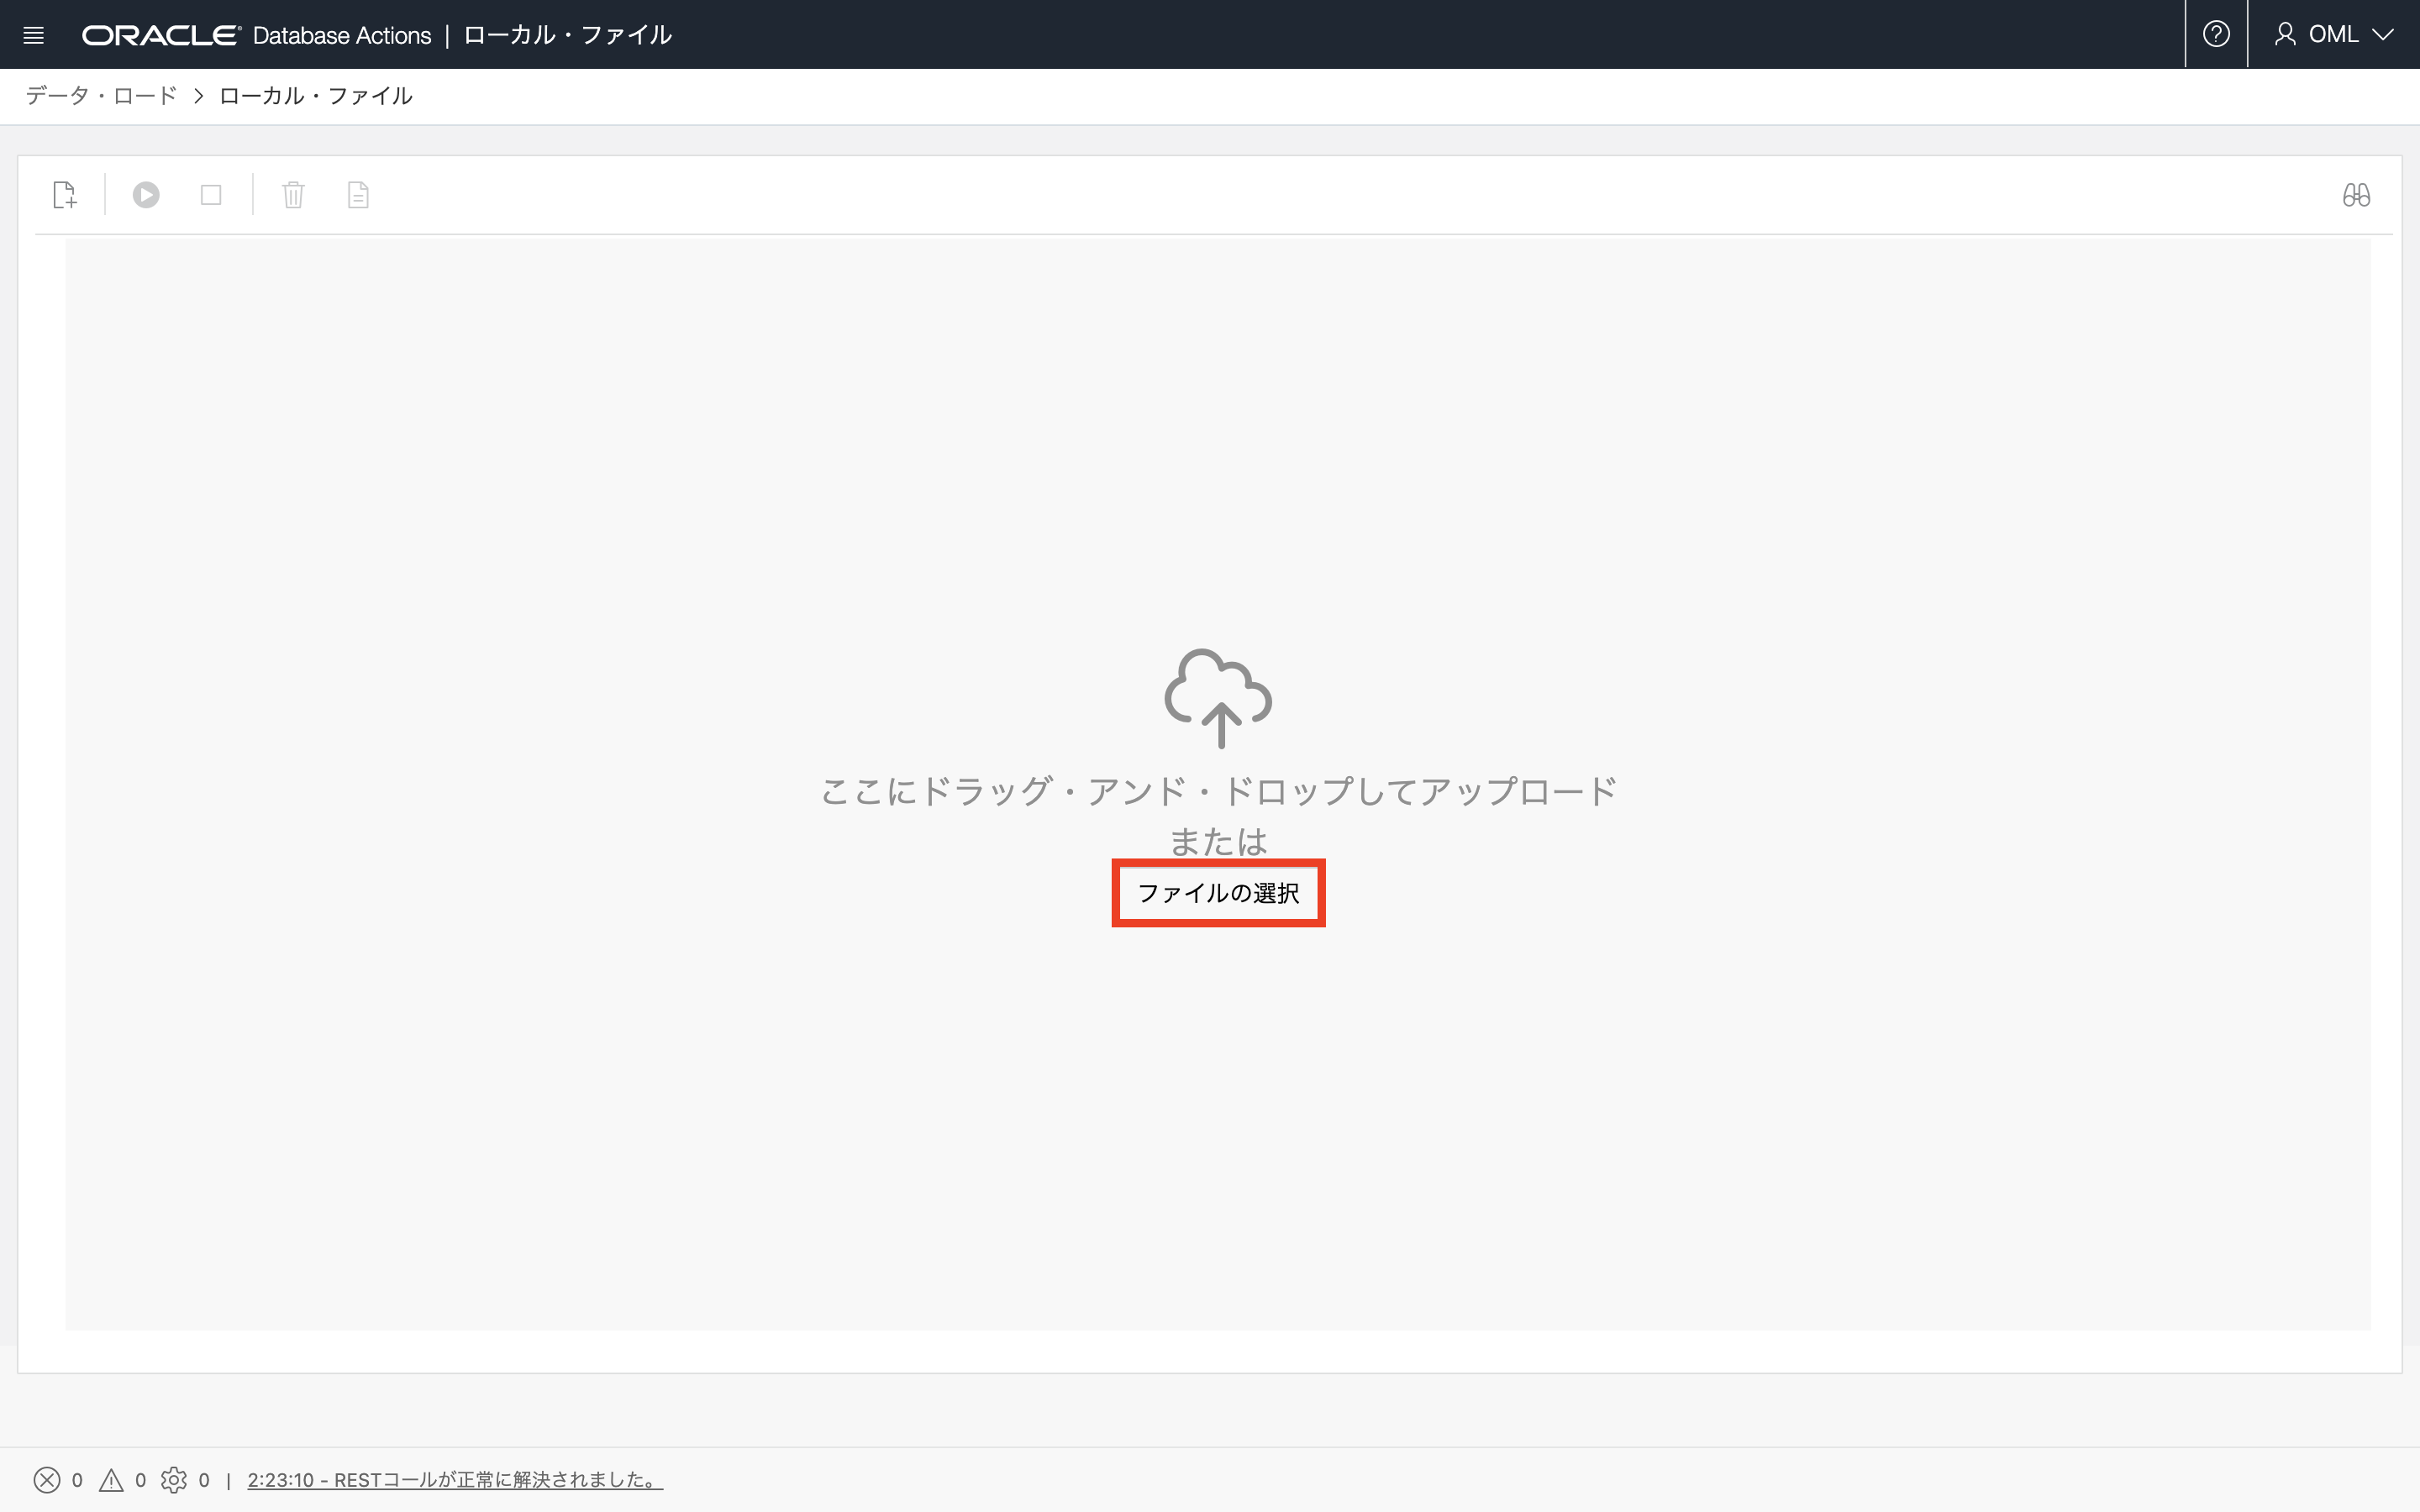 ORACLE Database Actions | ローカル・ファイル
OML
データ・ロード > ローカル・ファイル
ここにドラッグ・アンド・ドロップしてアップロード
または
ファイルの選択
0 0 0 | 2:23:10 - RESTコールが正常に解決されました。